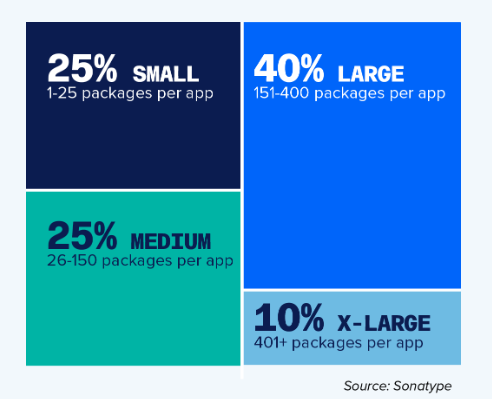 25% SMALL
1-25 packages per app
25% MEDIUM
26-150 packages per app
40% LARGE
151-400 packages per app
10% X-LARGE
401+ packages per app
Source: Sonatype